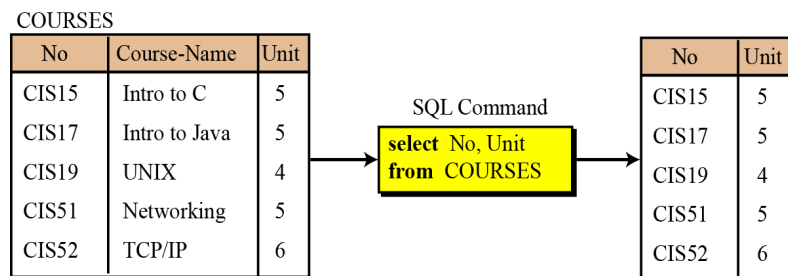 COURSES
No Course-Name Unit
CIS15 Intro to C 5
CIS17 Intro to Java 5
CIS19 UNIX 4
CIS51 Networking 5
CIS52 TCP/IP 6
SQL Command
select No, Unit
from COURSES
No Unit
CIS15 5
CIS17 5
CIS19 4
CIS51 5
CIS52 6